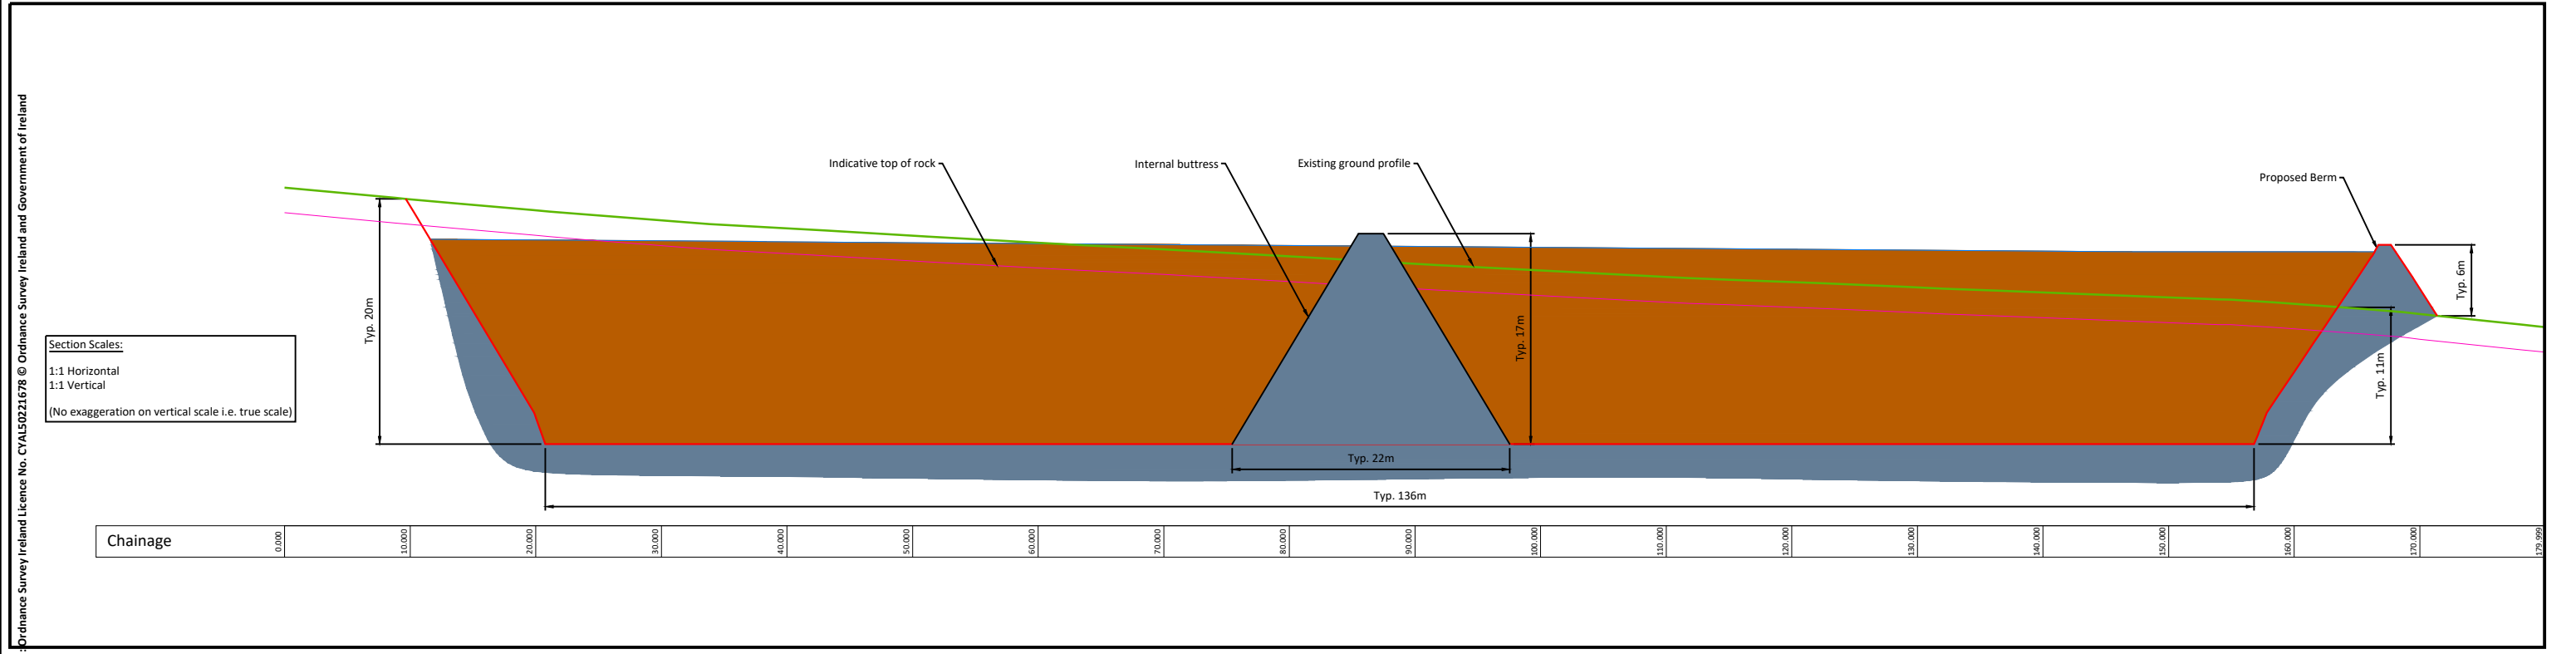 :Ordnance Survey Ireland Licence No. CYAL50221678 © Ordnance Survey Ireland and Government of Ireland
Indicative top of rock
Internal buttress
Existing ground profile
Proposed Berm
Typ. 20m
Typ. 17m
Typ. 6m
Typ. 11m
Section Scales:
1:1 Horizontal
1:1 Vertical
(No exaggeration on vertical scale i.e. true scale)
Typ. 22m
Typ. 136m
Chainage
0.000
10.000
20.000
30.000
40.000
50.000
60.000
70.000
80.000
90.000
100.000
110.000
120.000
130.000
140.000
150.000
160.000
170.000
179.999